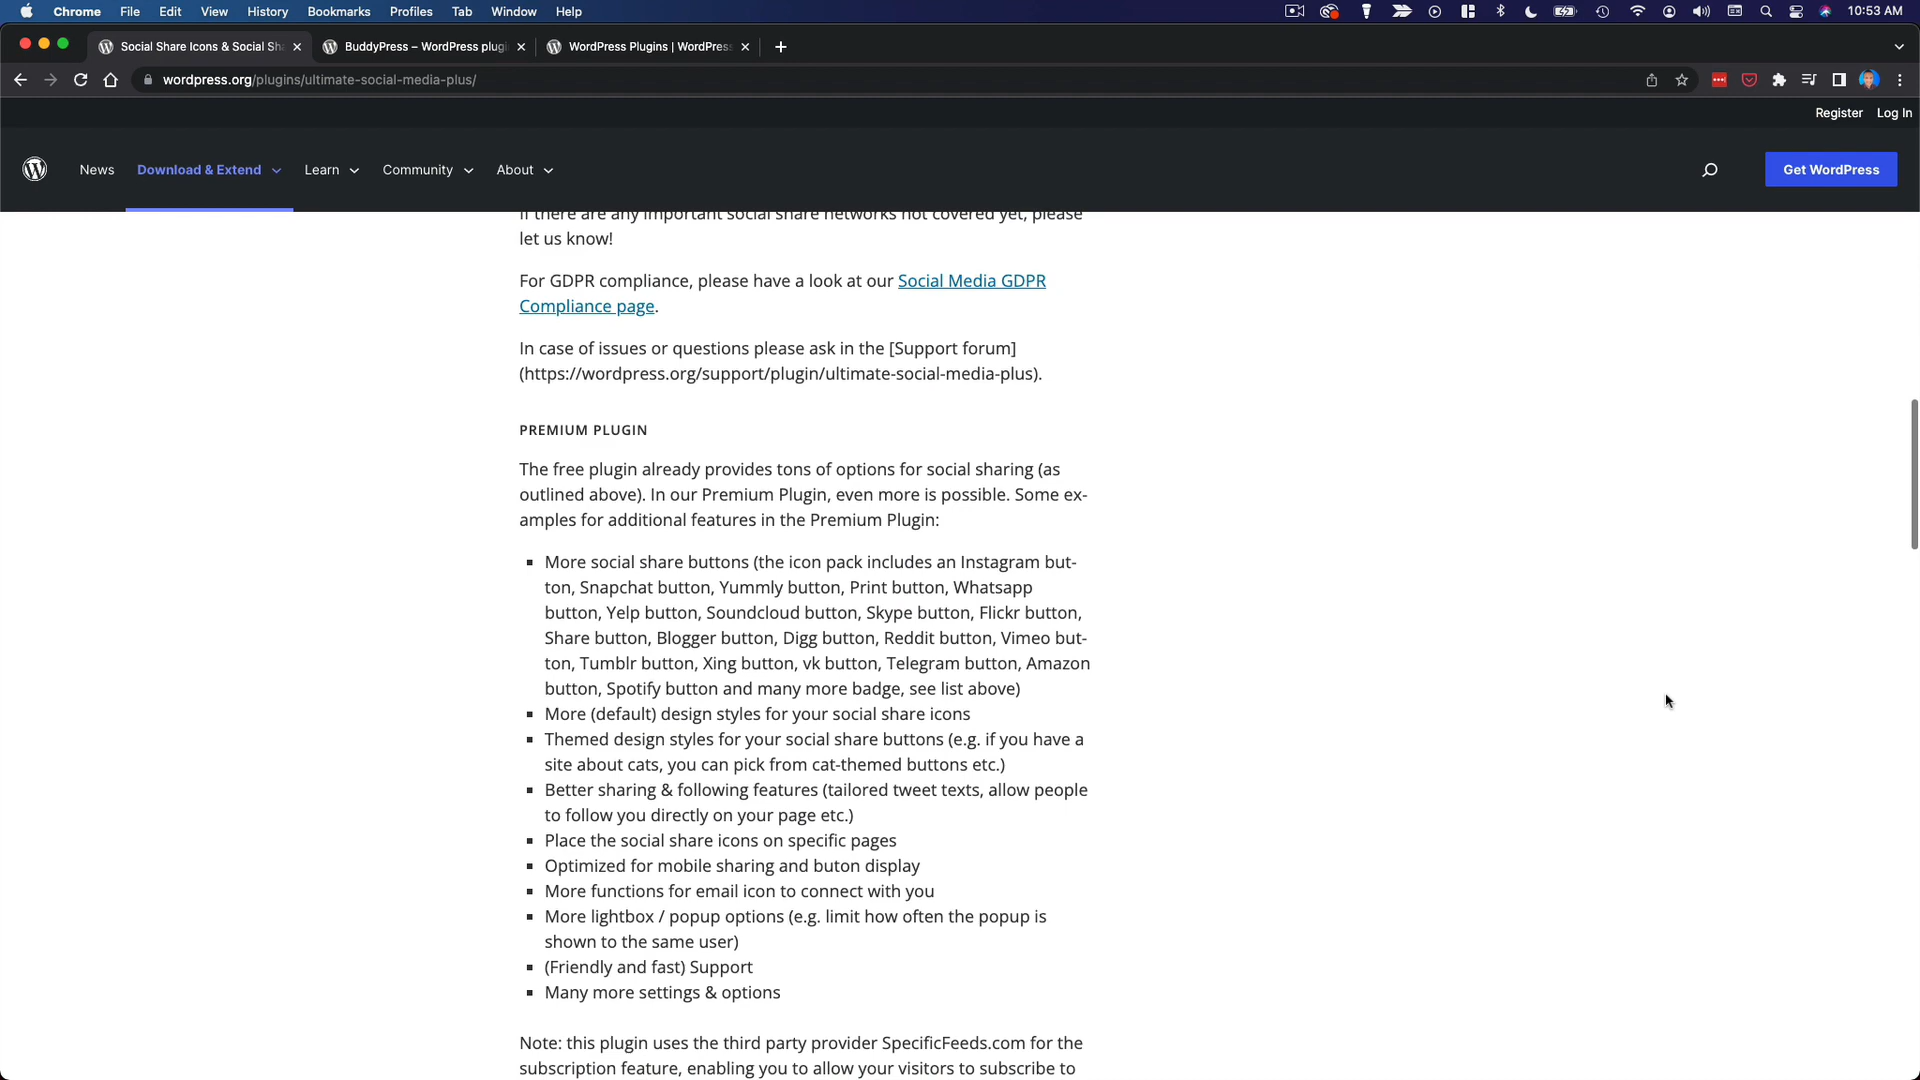 Chrome File Edit View History Bookmarks Profiles Tab Window Help 10:53 AM
Social Share Icons & Social Sh BuddyPress – WordPress plugi WordPress Plugins | WordPress
wordpress.org/plugins/ultimate-social-media-plus/
Register Log In
News Download & Extend Learn Community About Get WordPress
If there are any important social share networks not covered yet, please
let us know!
For GDPR compliance, please have a look at our Social Media GDPR
Compliance page.
In case of issues or questions please ask in the [Support forum]
(https://wordpress.org/support/plugin/ultimate-social-media-plus).
PREMIUM PLUGIN
The free plugin already provides tons of options for social sharing (as
outlined above). In our Premium Plugin, even more is possible. Some ex-
amples for additional features in the Premium Plugin:
▪ More social share buttons (the icon pack includes an Instagram but-
ton, Snapchat button, Yummly button, Print button, Whatsapp
button, Yelp button, Soundcloud button, Skype button, Flickr button,
Share button, Blogger button, Digg button, Reddit button, Vimeo but-
ton, Tumblr button, Xing button, vk button, Telegram button, Amazon
button, Spotify button and many more badge, see list above)
▪ More (default) design styles for your social share icons
▪ Themed design styles for your social share buttons (e.g. if you have a
site about cats, you can pick from cat-themed buttons etc.)
▪ Better sharing & following features (tailored tweet texts, allow people
to follow you directly on your page etc.)
▪ Place the social share icons on specific pages
▪ Optimized for mobile sharing and buton display
▪ More functions for email icon to connect with you
▪ More lightbox / popup options (e.g. limit how often the popup is
shown to the same user)
▪ (Friendly and fast) Support
▪ Many more settings & options
Note: this plugin uses the third party provider SpecificFeeds.com for the
subscription feature, enabling you to allow your visitors to subscribe to